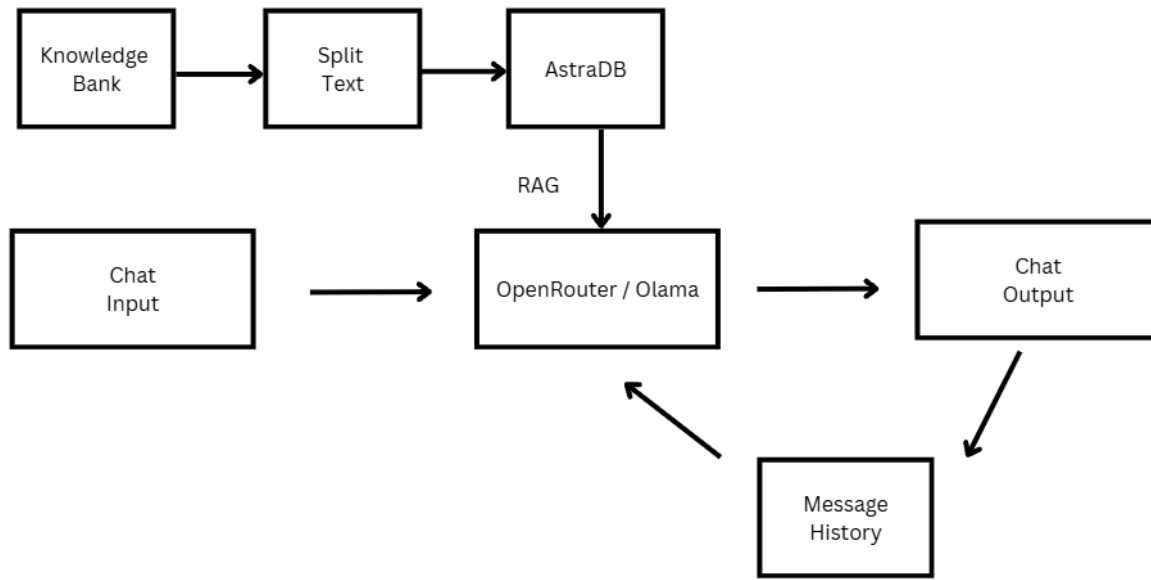 Knowledge
Bank
Split
Text
AstraDB
RAG
Chat
Input
OpenRouter / Olama
Chat
Output
Message
History